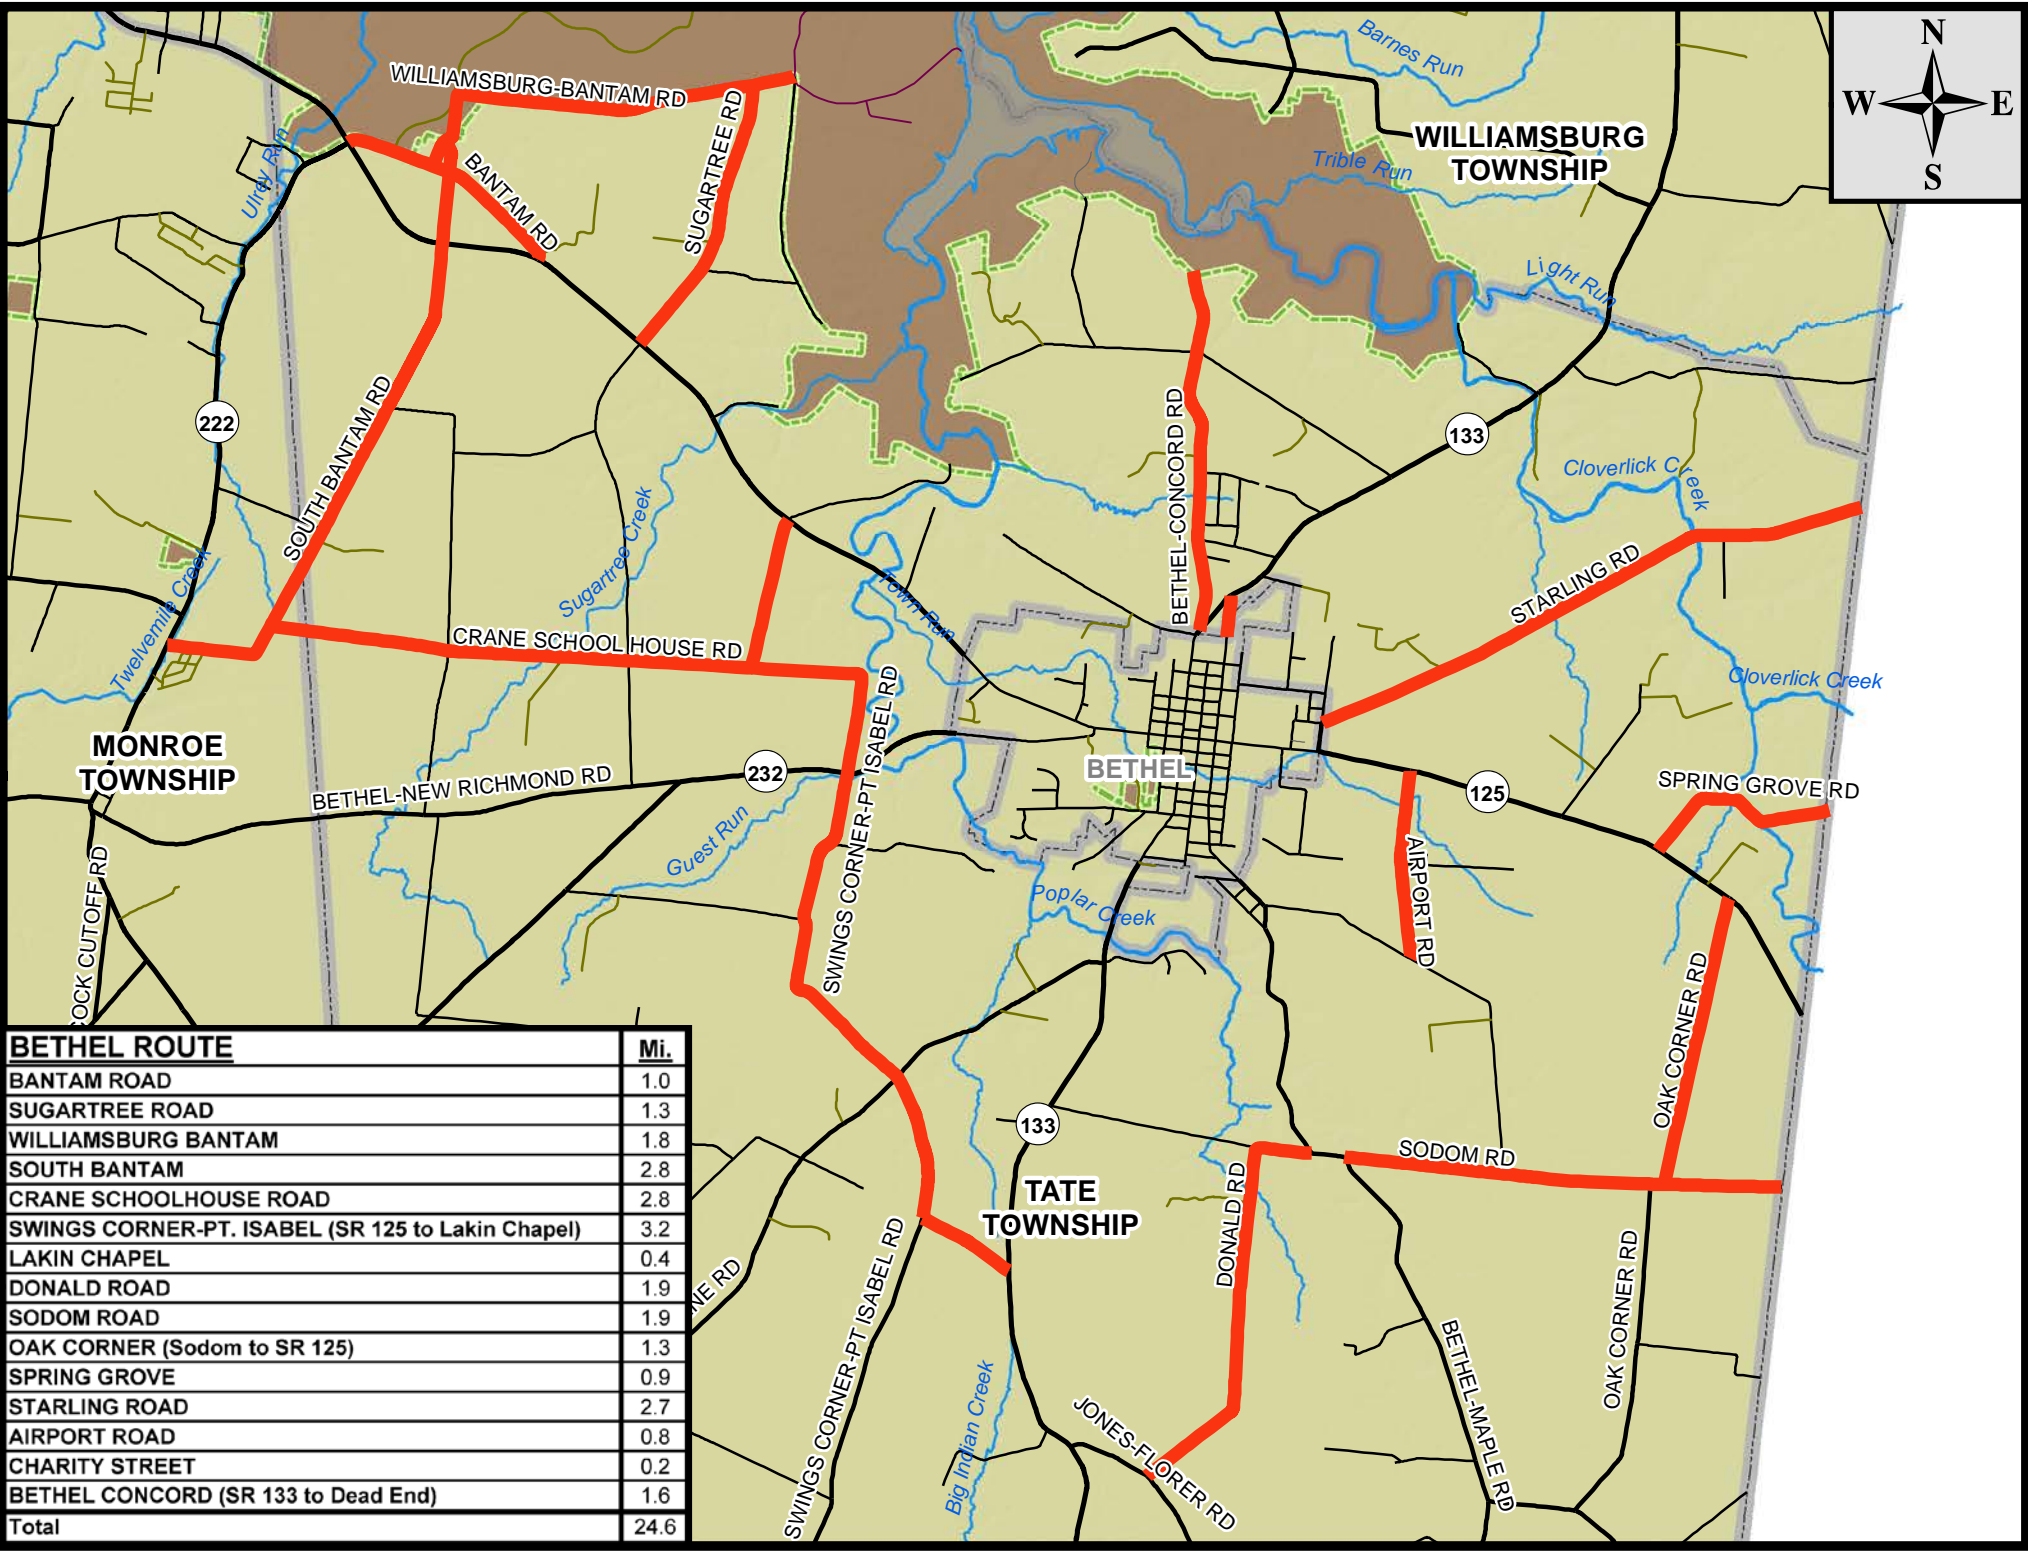 N
W E
S
Barnes Run
WILLIAMSBURG-BANTAM RD
WILLIAMSBURG
TOWNSHIP
Trible Run
Ulrey Run
BANTAM RD
SUGARTREE RD
Light Run
222
SOUTH BANTAM RD
BETHEL-CONCORD RD
133
Cloverlick Creek
Sugartree Creek
Town Run
STARLING RD
Twelvemile Creek
CRANE SCHOOL HOUSE RD
Cloverlick Creek
MONROE
TOWNSHIP
SWINGS CORNER-PT ISABEL RD
232
BETHEL
BETHEL-NEW RICHMOND RD
125
SPRING GROVE RD
Guest Run
AIRPORT RD
COCK CUTOFF RD
Poplar Creek
OAK CORNER RD
133
SODOM RD
TATE
TOWNSHIP
DONALD RD
NE RD
SWINGS CORNER-PT ISABEL RD
OAK CORNER RD
BETHEL-MAPLE RD
Big Indian Creek
JONES-FLORER RD
BETHEL ROUTE Mi.
BANTAM ROAD 1.0
SUGARTREE ROAD 1.3
WILLIAMSBURG BANTAM 1.8
SOUTH BANTAM 2.8
CRANE SCHOOLHOUSE ROAD 2.8
SWINGS CORNER-PT. ISABEL (SR 125 to Lakin Chapel) 3.2
LAKIN CHAPEL 0.4
DONALD ROAD 1.9
SODOM ROAD 1.9
OAK CORNER (Sodom to SR 125) 1.3
SPRING GROVE 0.9
STARLING ROAD 2.7
AIRPORT ROAD 0.8
CHARITY STREET 0.2
BETHEL CONCORD (SR 133 to Dead End) 1.6
Total 24.6